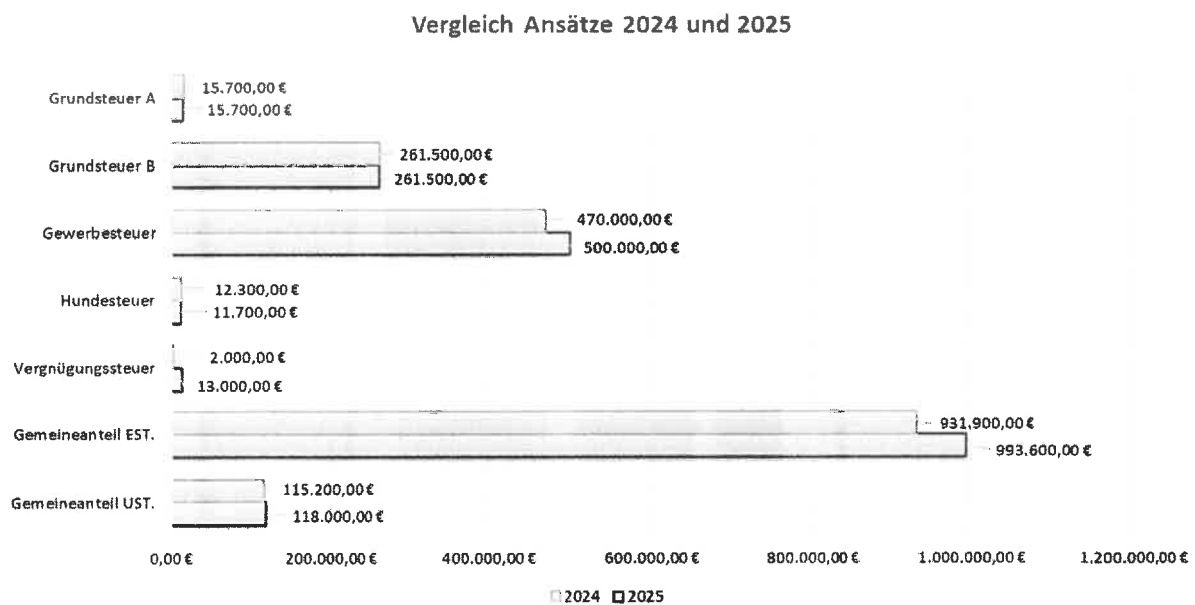 Vergleich Ansätze 2024 und 2025
Grundsteuer A
15.700,00 €
15.700,00 €
Grundsteuer B
261.500,00 €
261.500,00 €
Gewerbesteuer
470.000,00 €
500.000,00 €
Hundesteuer
12.300,00 €
11.700,00 €
Vergnügungssteuer
2.000,00 €
13.000,00 €
Gemeineanteil EST.
931.900,00 €
993.600,00 €
Gemeineanteil UST.
115.200,00 €
118.000,00 €
0,00 € 200.000,00 € 400.000,00 € 600.000,00 € 800.000,00 € 1.000.000,00 € 1.200.000,00 €
2024 2025